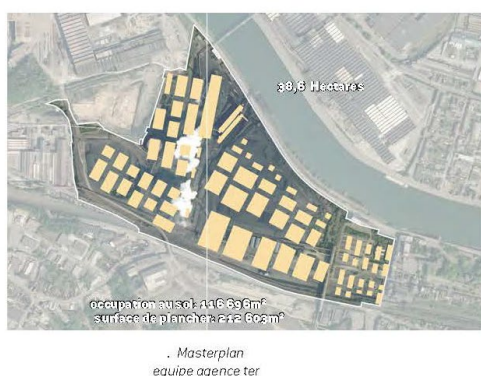 38,6 Hectares
occupation au sol: 116 696m²
surface de plancher: 212 603m²
. Masterplan
equipe agence ter